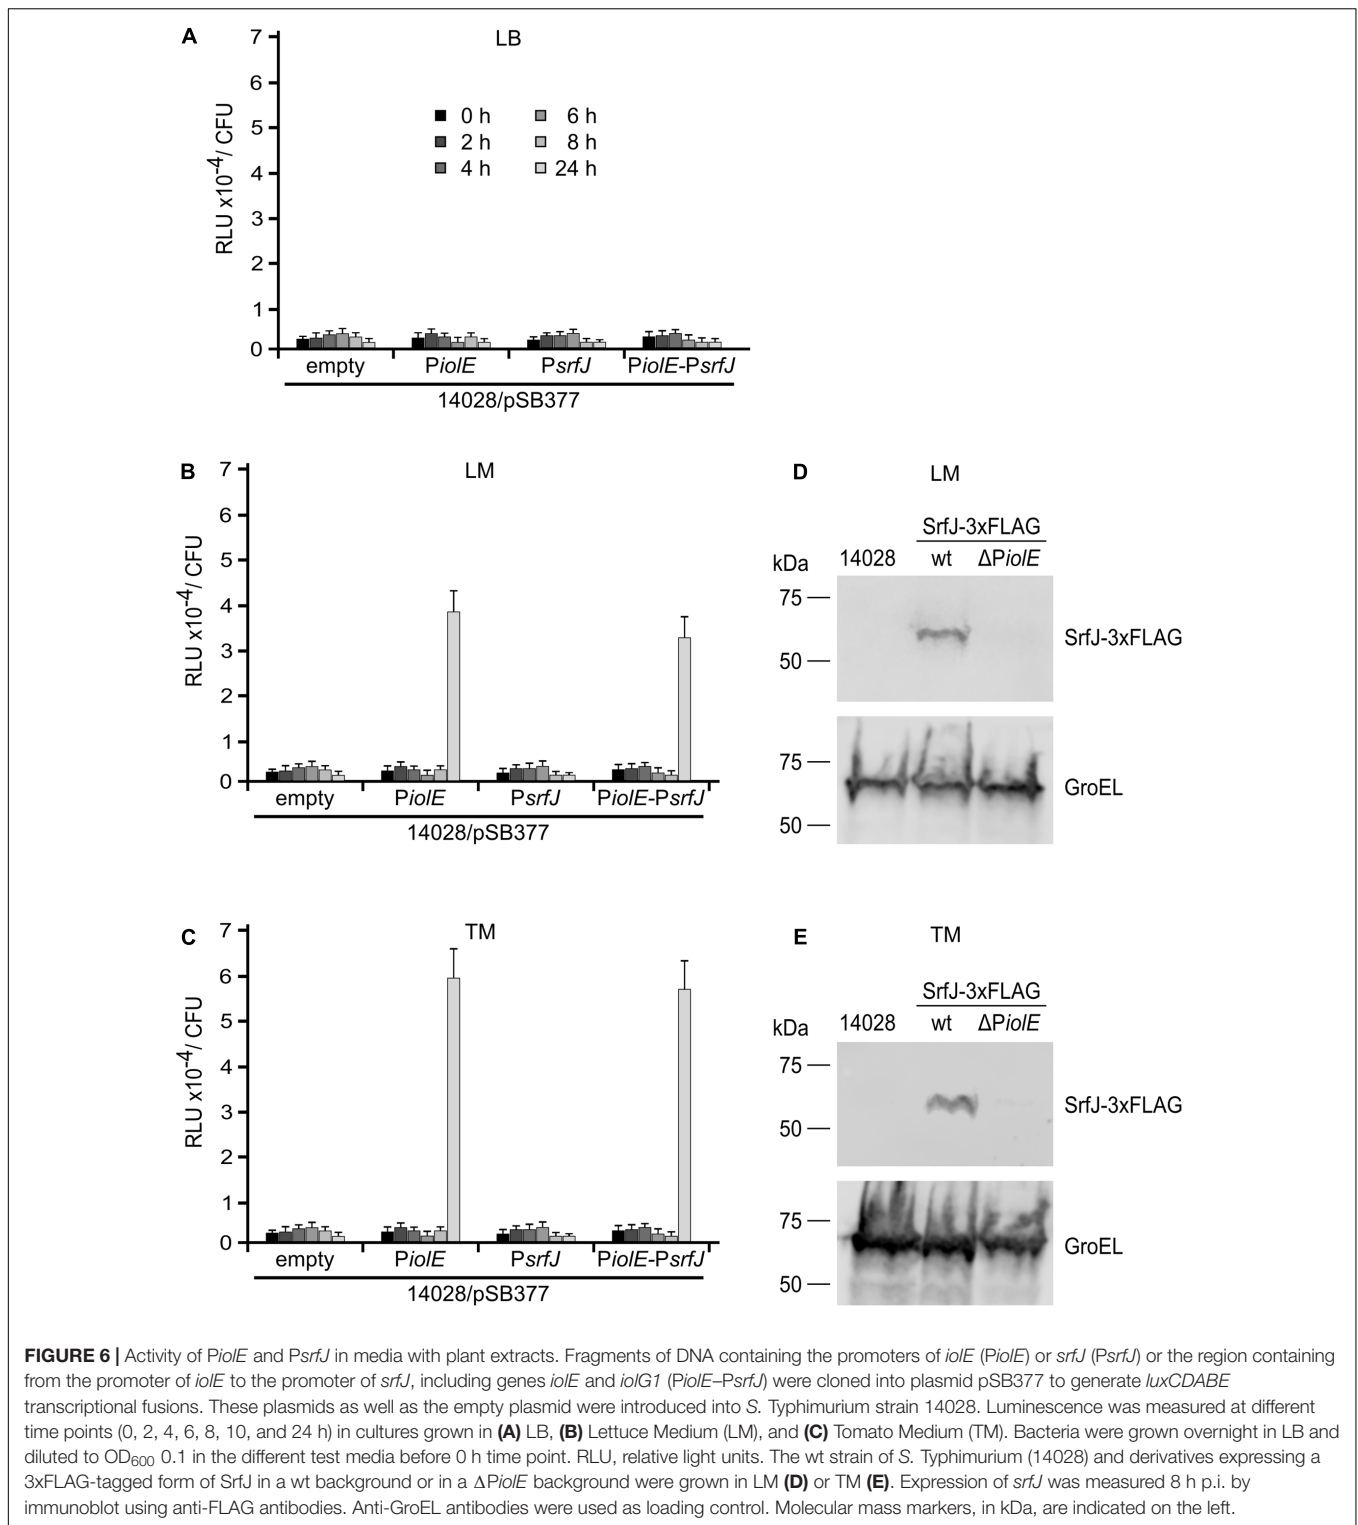 A
LB
7
6
5
4
3
2
1
0
RLU x10-4/ CFU
0 h
2 h
4 h
6 h
8 h
24 h
empty PiolE PsrfJ PiolE-PsrfJ
14028/pSB377
B
LM
7
6
5
4
3
2
1
0
RLU x10-4/ CFU
empty PiolE PsrfJ PiolE-PsrfJ
14028/pSB377
D
LM
SrfJ-3xFLAG
kDa 14028 wt ΔPiolE
75
50
SrfJ-3xFLAG
75
50
GroEL
C
TM
7
6
5
4
3
2
1
0
RLU x10-4/ CFU
empty PiolE PsrfJ PiolE-PsrfJ
14028/pSB377
E
TM
SrfJ-3xFLAG
kDa 14028 wt ΔPiolE
75
50
SrfJ-3xFLAG
75
50
GroEL
FIGURE 6 | Activity of PiolE and PsrfJ in media with plant extracts. Fragments of DNA containing the promoters of iolE (PiolE) or srfJ (PsrfJ) or the region containing
from the promoter of iolE to the promoter of srfJ, including genes iolE and iolG1 (PiolE–PsrfJ) were cloned into plasmid pSB377 to generate luxCDABE
transcriptional fusions. These plasmids as well as the empty plasmid were introduced into S. Typhimurium strain 14028. Luminescence was measured at different
time points (0, 2, 4, 6, 8, 10, and 24 h) in cultures grown in (A) LB, (B) Lettuce Medium (LM), and (C) Tomato Medium (TM). Bacteria were grown overnight in LB and
diluted to OD600 0.1 in the different test media before 0 h time point. RLU, relative light units. The wt strain of S. Typhimurium (14028) and derivatives expressing a
3xFLAG-tagged form of SrfJ in a wt background or in a ΔPiolE background were grown in LM (D) or TM (E). Expression of srfJ was measured 8 h p.i. by
immunoblot using anti-FLAG antibodies. Anti-GroEL antibodies were used as loading control. Molecular mass markers, in kDa, are indicated on the left.